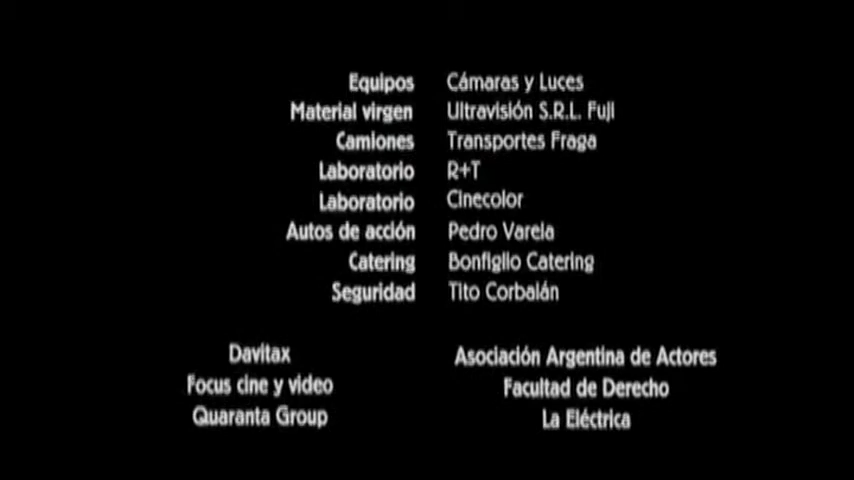 Equipos Cámaras y Luces
Material virgen Ultravisión S.R.L. Fuji
Camiones Transportes Fraga
Laboratorio R+T
Laboratorio Cinecolor
Autos de acción Pedro Varela
Catering Bonfiglio Catering
Seguridad Tito Corbalán
Davitax Asociación Argentina de Actores
Focus cine y video Facultad de Derecho
Quaranta Group La Eléctrica